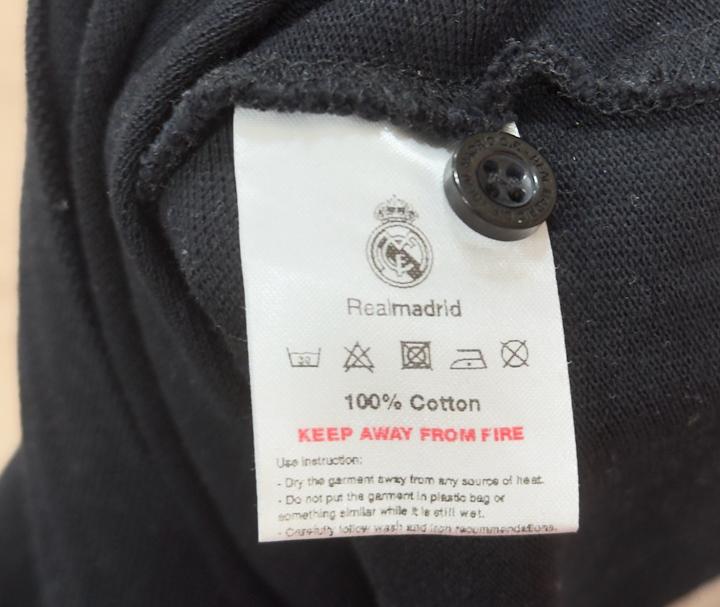 Realmadrid
30
100% Cotton
KEEP AWAY FROM FIRE
Use instruction:
- Dry the garment away from any source of heat.
- Do not put the garment in plastic bag or
something similar while it is still wet.
- Carefully follow wash and iron recommendations.